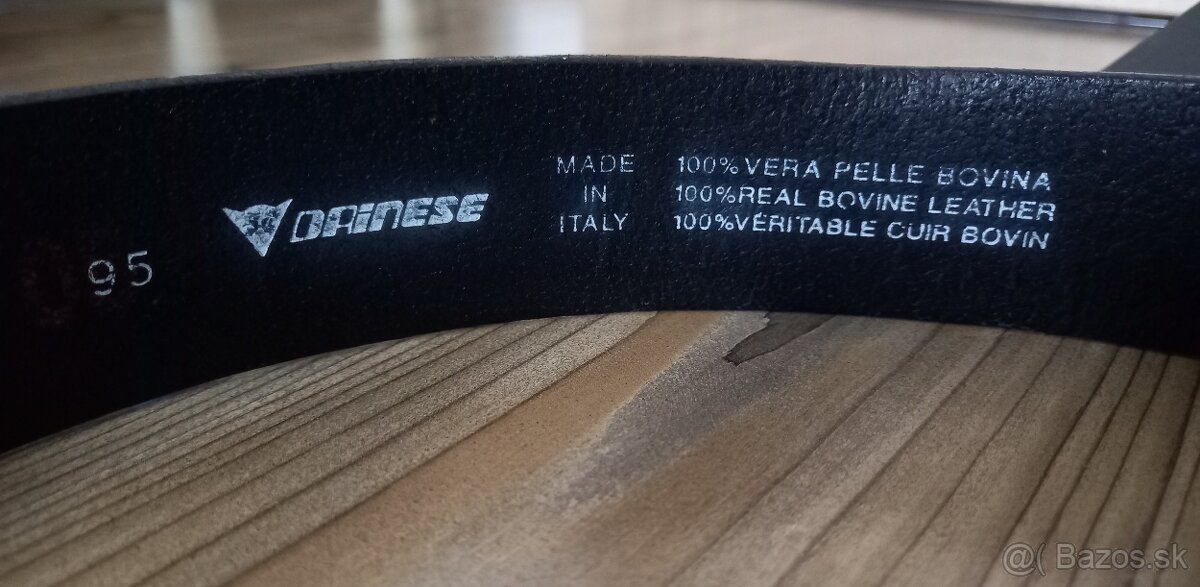 95
DAINESE
MADE
IN
ITALY
100% VERA PELLE BOVINA
100% REAL BOVINE LEATHER
100% VÉRITABLE CUIR BOVIN
@( Bazos.sk